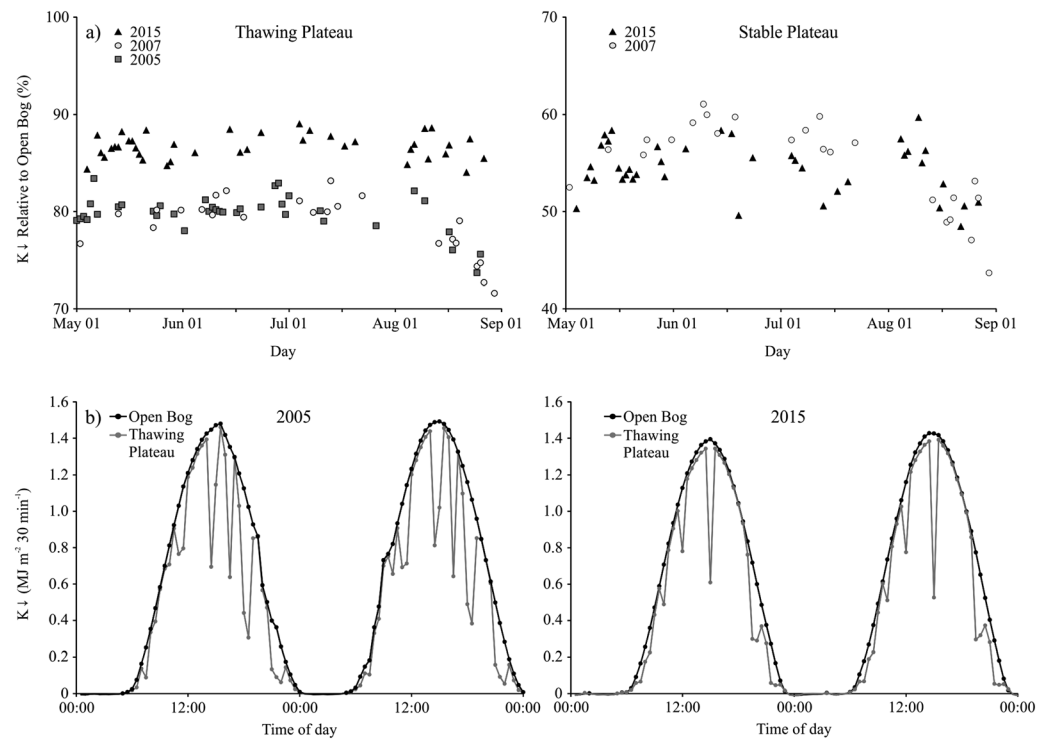 a)
Thawing Plateau
2015
2007
2005
100
90
80
70
K↓ Relative to Open Bog (%)
May 01
Jun 01
Jul 01
Aug 01
Sep 01
Day
Stable Plateau
2015
2007
70
60
50
40
May 01
Jun 01
Jul 01
Aug 01
Sep 01
Day
b)
Open Bog
Thawing
Plateau
2005
1.6
1.4
1.2
1.0
0.8
0.6
0.4
0.2
0
K↓ (MJ m⁻² 30 min⁻¹)
00:00
12:00
00:00
12:00
00:00
Time of day
Open Bog
Thawing
Plateau
2015
1.6
1.4
1.2
1.0
0.8
0.6
0.4
0.2
0
00:00
12:00
00:00
12:00
00:00
Time of day